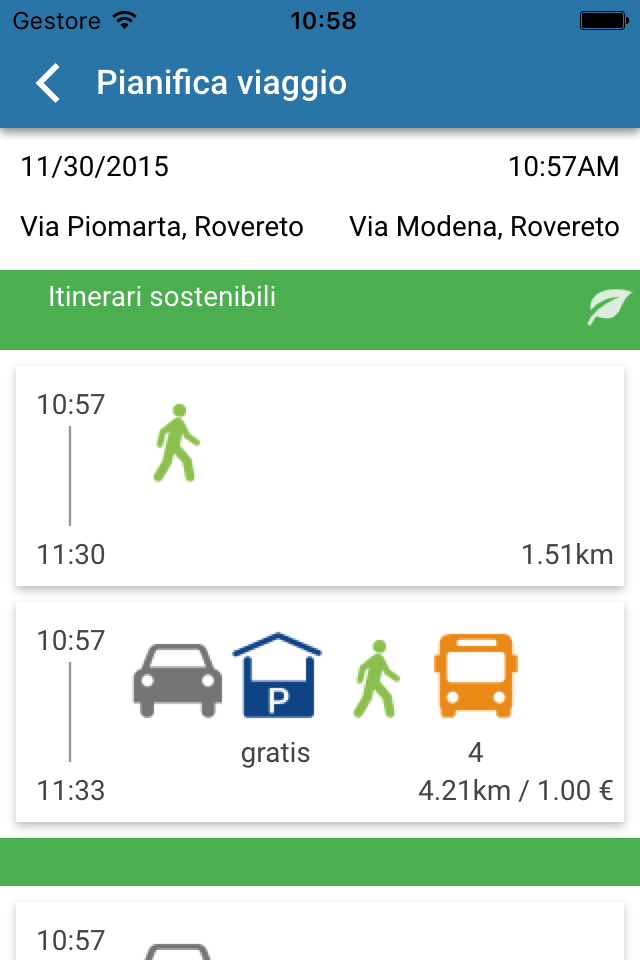 Gestore 10:58
Pianifica viaggio
11/30/2015 10:57AM
Via Piomarta, Rovereto Via Modena, Rovereto
Itinerari sostenibili
10:57
11:30 1.51km
10:57
P
gratis 4
11:33 4.21km / 1.00 €
10:57